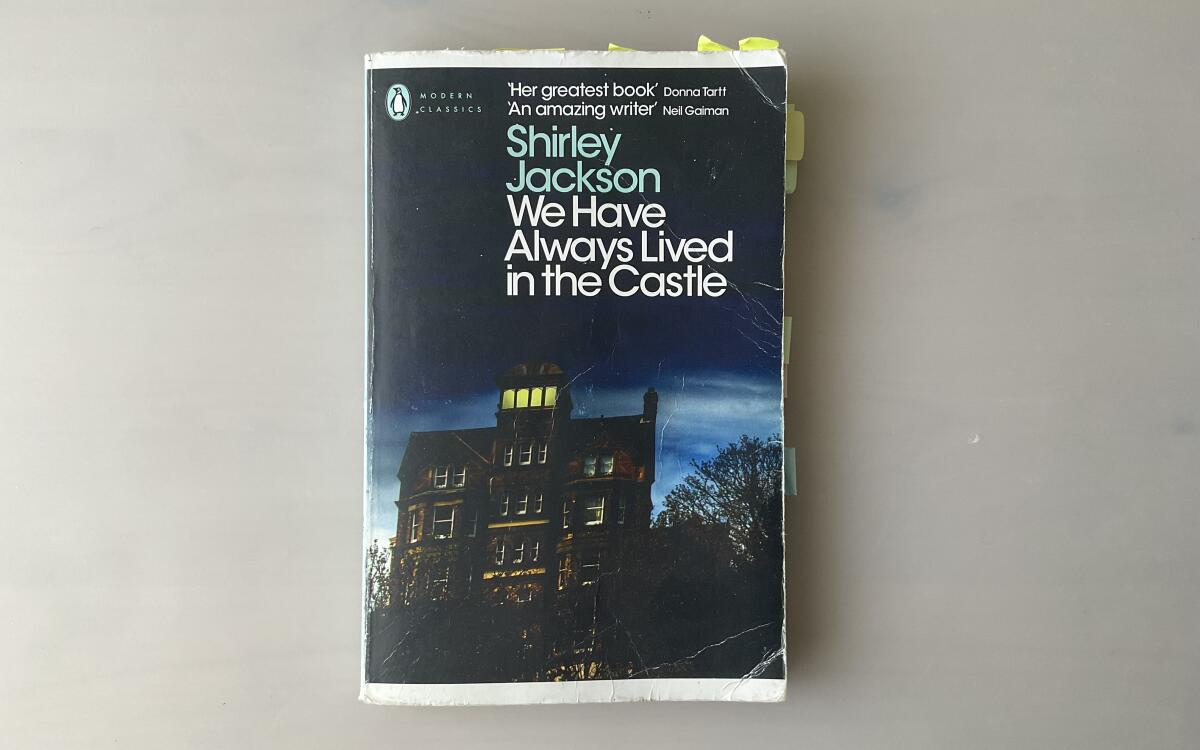 MODERN
CLASSICS
‘Her greatest book’ Donna Tartt
‘An amazing writer’ Neil Gaiman
Shirley
Jackson
We Have
Always Lived
in the Castle